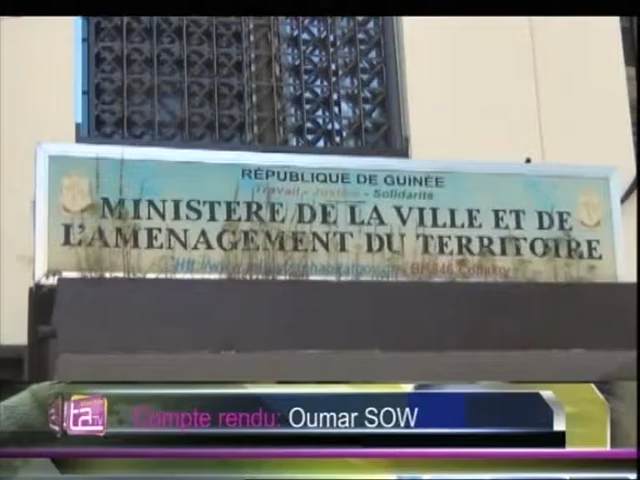 RÉPUBLIQUE DE GUINÉE
Travail - Justice - Solidarité
MINISTERE DE LA VILLE ET DE
L'AMENAGEMENT DU TERRITOIRE
Compte rendu: Oumar SOW